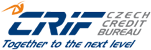 CRIF CZECH
CREDIT
BUREAU
Together to the next level